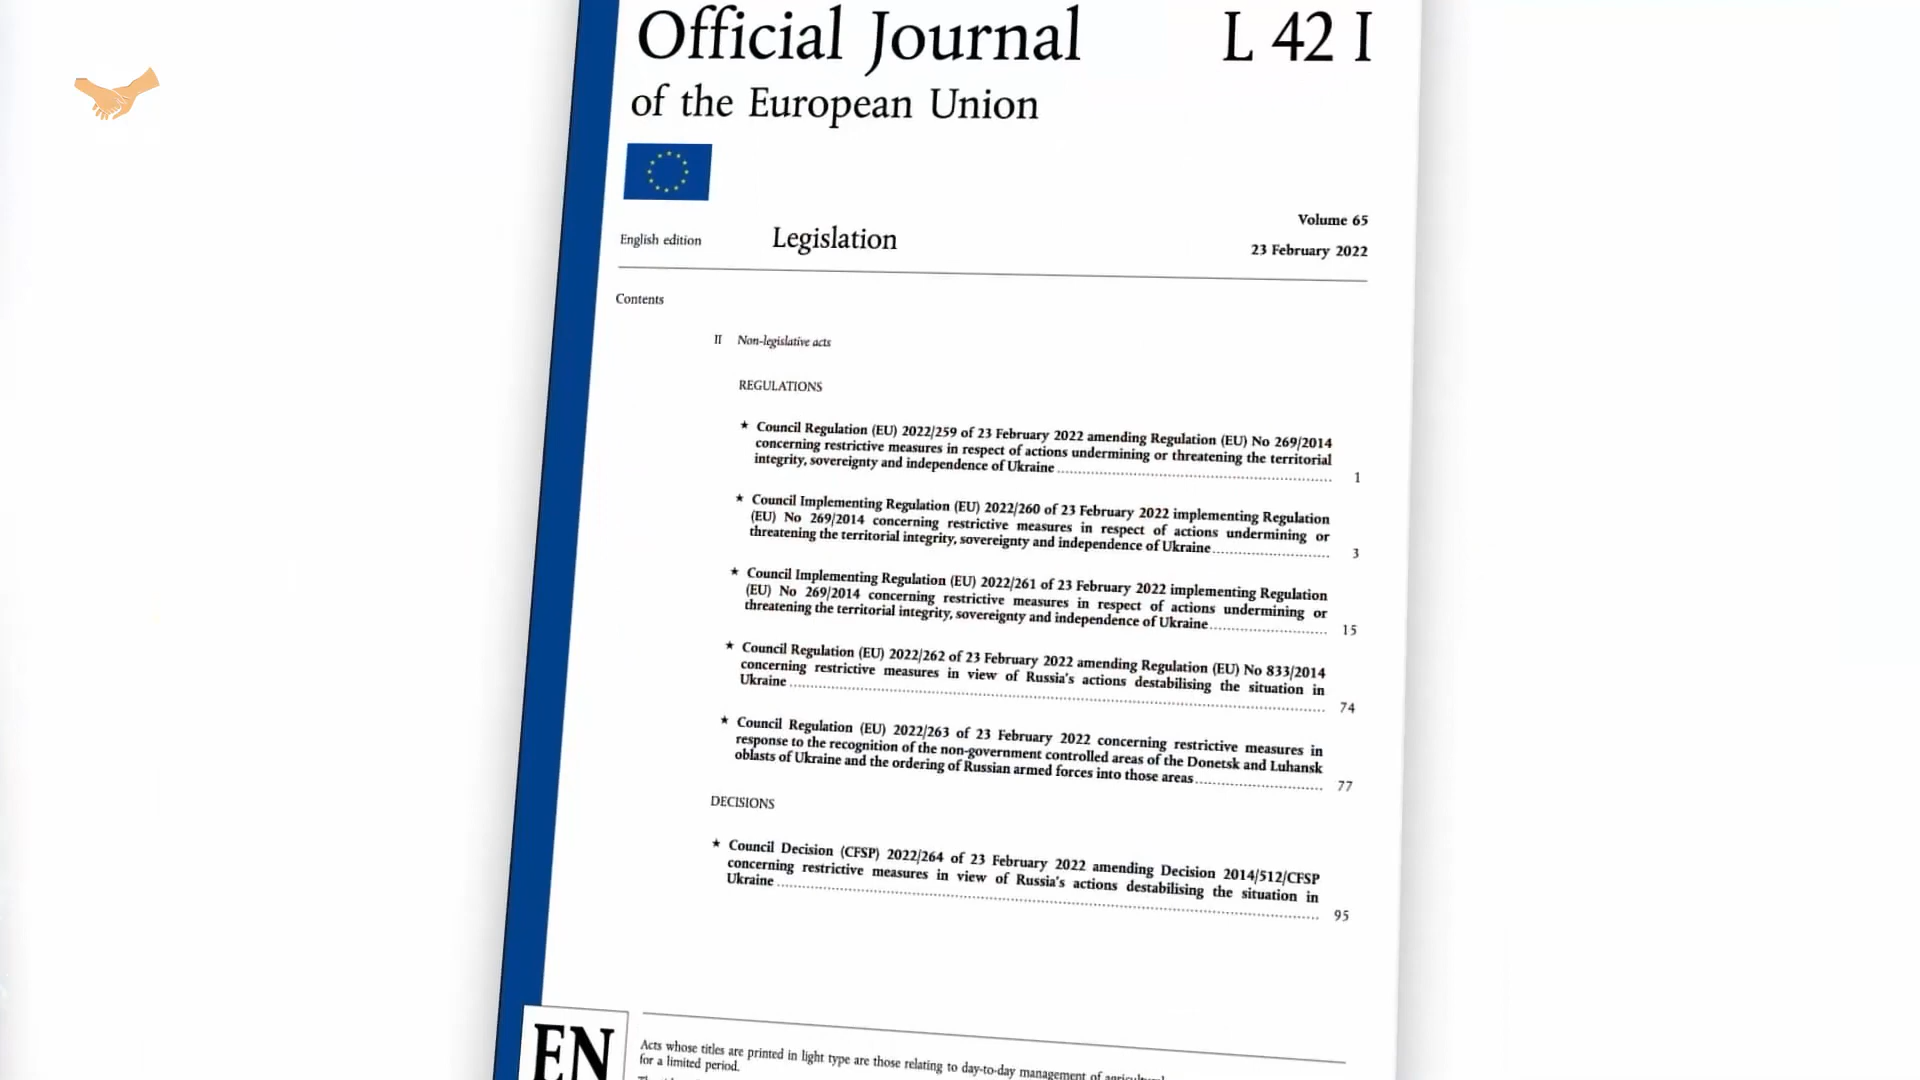 Official Journal L 42 I
of the European Union
Volume 65
English edition Legislation 23 February 2022
Contents
II Non-legislative acts
REGULATIONS
★ Council Regulation (EU) 2022/259 of 23 February 2022 amending Regulation (EU) No 269/2014
concerning restrictive measures in respect of actions undermining or threatening the territorial
integrity, sovereignty and independence of Ukraine 1
★ Council Implementing Regulation (EU) 2022/260 of 23 February 2022 implementing Regulation
(EU) No 269/2014 concerning restrictive measures in respect of actions undermining or
threatening the territorial integrity, sovereignty and independence of Ukraine 3
★ Council Implementing Regulation (EU) 2022/261 of 23 February 2022 implementing Regulation
(EU) No 269/2014 concerning restrictive measures in respect of actions undermining or
threatening the territorial integrity, sovereignty and independence of Ukraine 15
★ Council Regulation (EU) 2022/262 of 23 February 2022 amending Regulation (EU) No 833/2014
concerning restrictive measures in view of Russia's actions destabilising the situation in
Ukraine 74
★ Council Regulation (EU) 2022/263 of 23 February 2022 concerning restrictive measures in
response to the recognition of the non-government controlled areas of the Donetsk and Luhansk
oblasts of Ukraine and the ordering of Russian armed forces into those areas 77
DECISIONS
★ Council Decision (CFSP) 2022/264 of 23 February 2022 amending Decision 2014/512/CFSP
concerning restrictive measures in view of Russia's actions destabilising the situation in
Ukraine 95
EN
Acts whose titles are printed in light type are those relating to day-to-day management of
for a limited period.